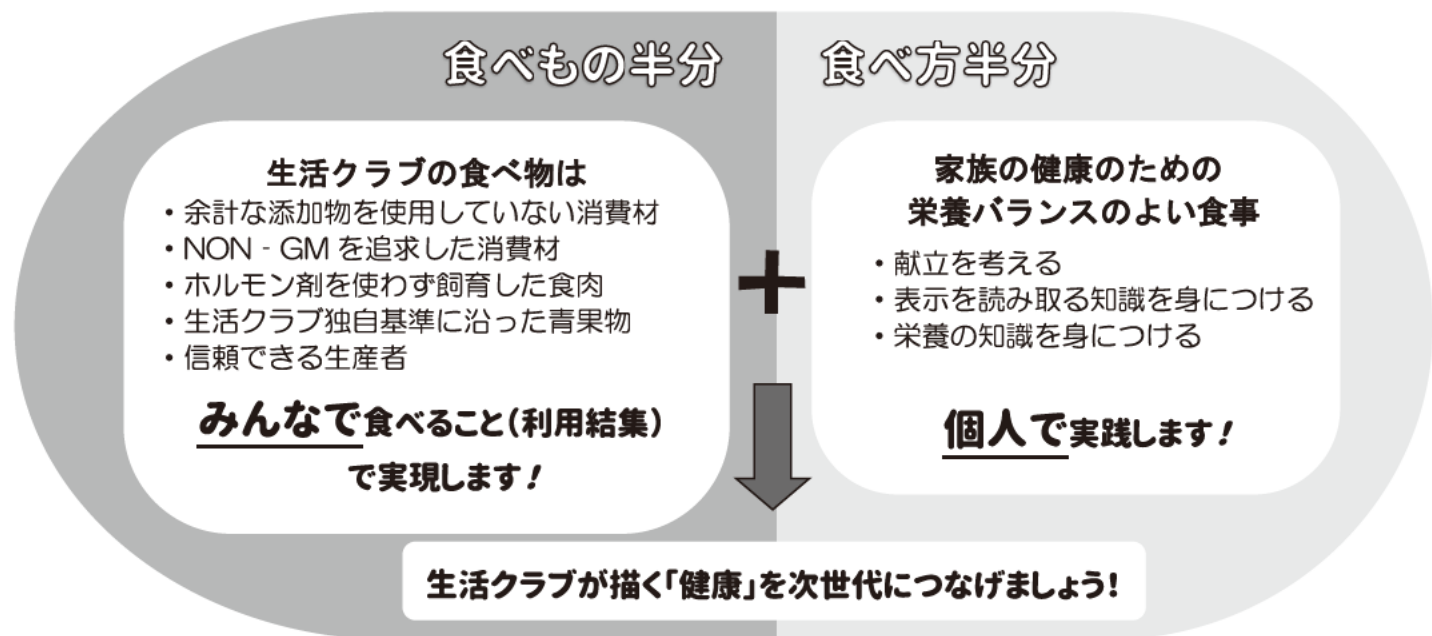 食べもの半分
生活クラブの食べ物は
・余計な添加物を使用していない消費材
・NON‐GMを追求した消費材
・ホルモン剤を使わず飼育した食肉
・生活クラブ独自基準に沿った青果物
・信頼できる生産者
みんなで食べること(利用結集)
で実現します!
食べ方半分
家族の健康のための
栄養バランスのよい食事
・献立を考える
・表示を読み取る知識を身につける
・栄養の知識を身につける
個人で実践します!
+
生活クラブが描く「健康」を次世代につなげましょう!